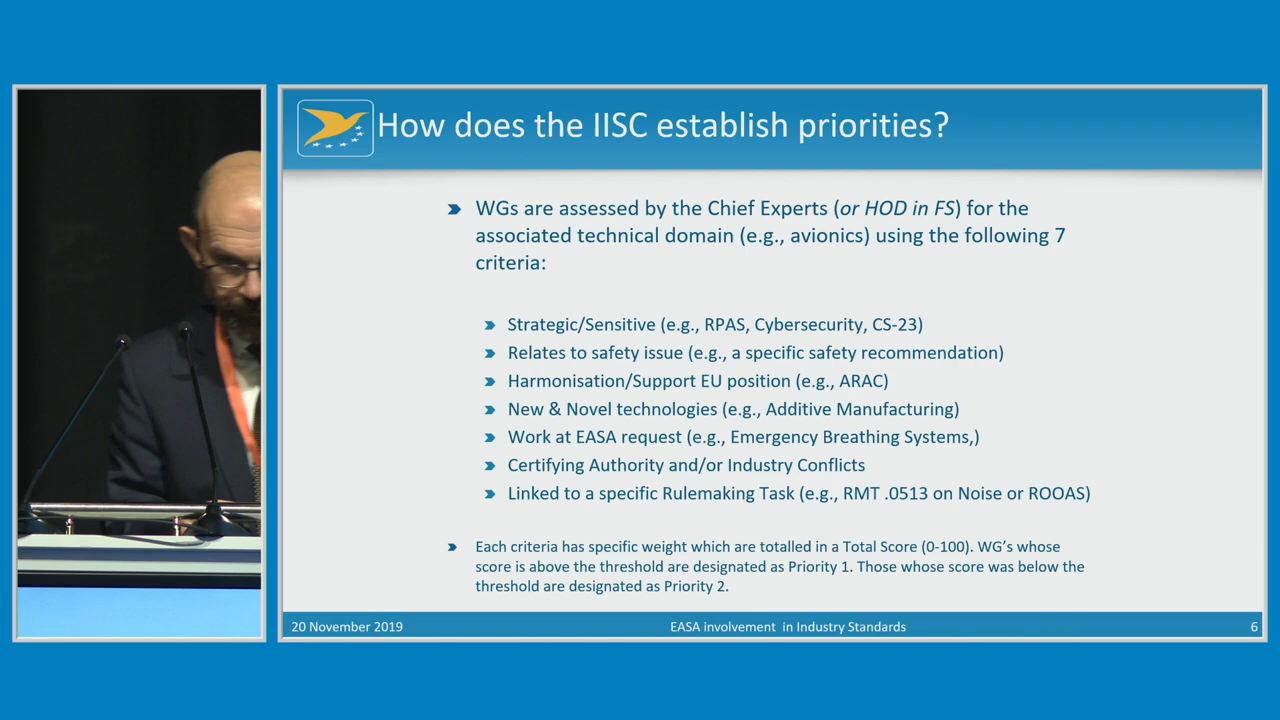 How does the IISC establish priorities?
WGs are assessed by the Chief Experts (or HOD in FS) for the
associated technical domain (e.g., avionics) using the following 7
criteria:
Strategic/Sensitive (e.g., RPAS, Cybersecurity, CS-23)
Relates to safety issue (e.g., a specific safety recommendation)
Harmonisation/Support EU position (e.g., ARAC)
New & Novel technologies (e.g., Additive Manufacturing)
Work at EASA request (e.g., Emergency Breathing Systems,)
Certifying Authority and/or Industry Conflicts
Linked to a specific Rulemaking Task (e.g., RMT .0513 on Noise or ROOAS)
Each criteria has specific weight which are totalled in a Total Score (0-100). WG's whose
score is above the threshold are designated as Priority 1. Those whose score was below the
threshold are designated as Priority 2.
20 November 2019
EASA involvement in Industry Standards
6